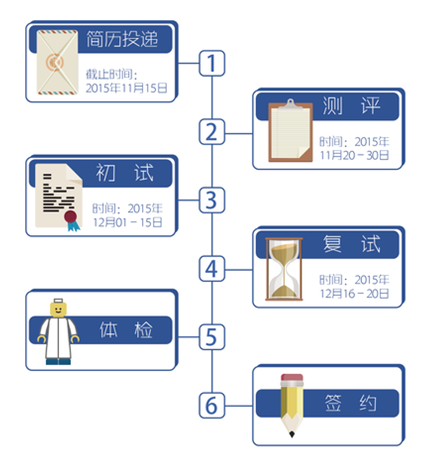 简历投递
截止时间：
2015年11月15日
1
测 评
时间：2015年
11月20－30日
2
初 试
时间：2015年
12月01－15日
3
复 试
时间：2015年
12月16－20日
4
体 检
5
签 约
6